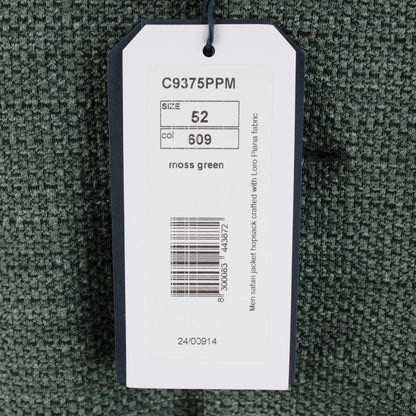 C9375PPM
SIZE
52
col
609
moss green
8 300083 443872
24/00914
Men safari jacket hopsack crafted with Loro Piana fabric